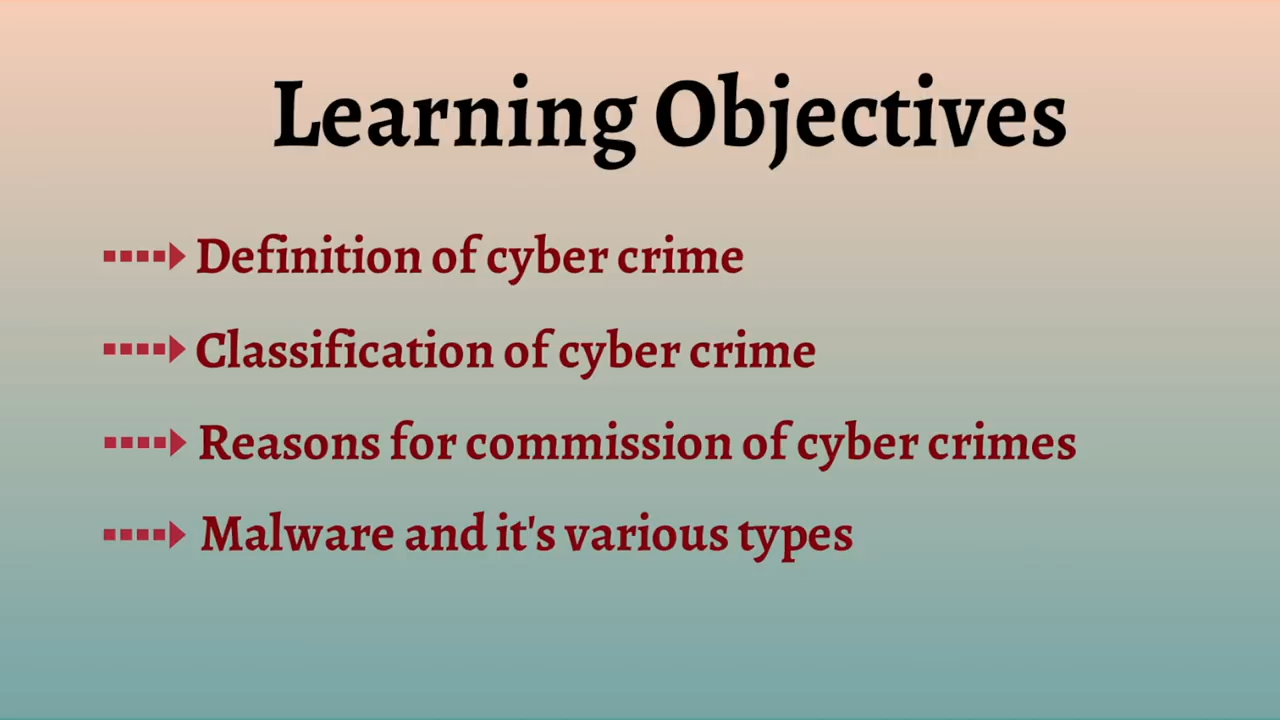 Learning Objectives
Definition of cyber crime
Classification of cyber crime
Reasons for commission of cyber crimes
Malware and it's various types